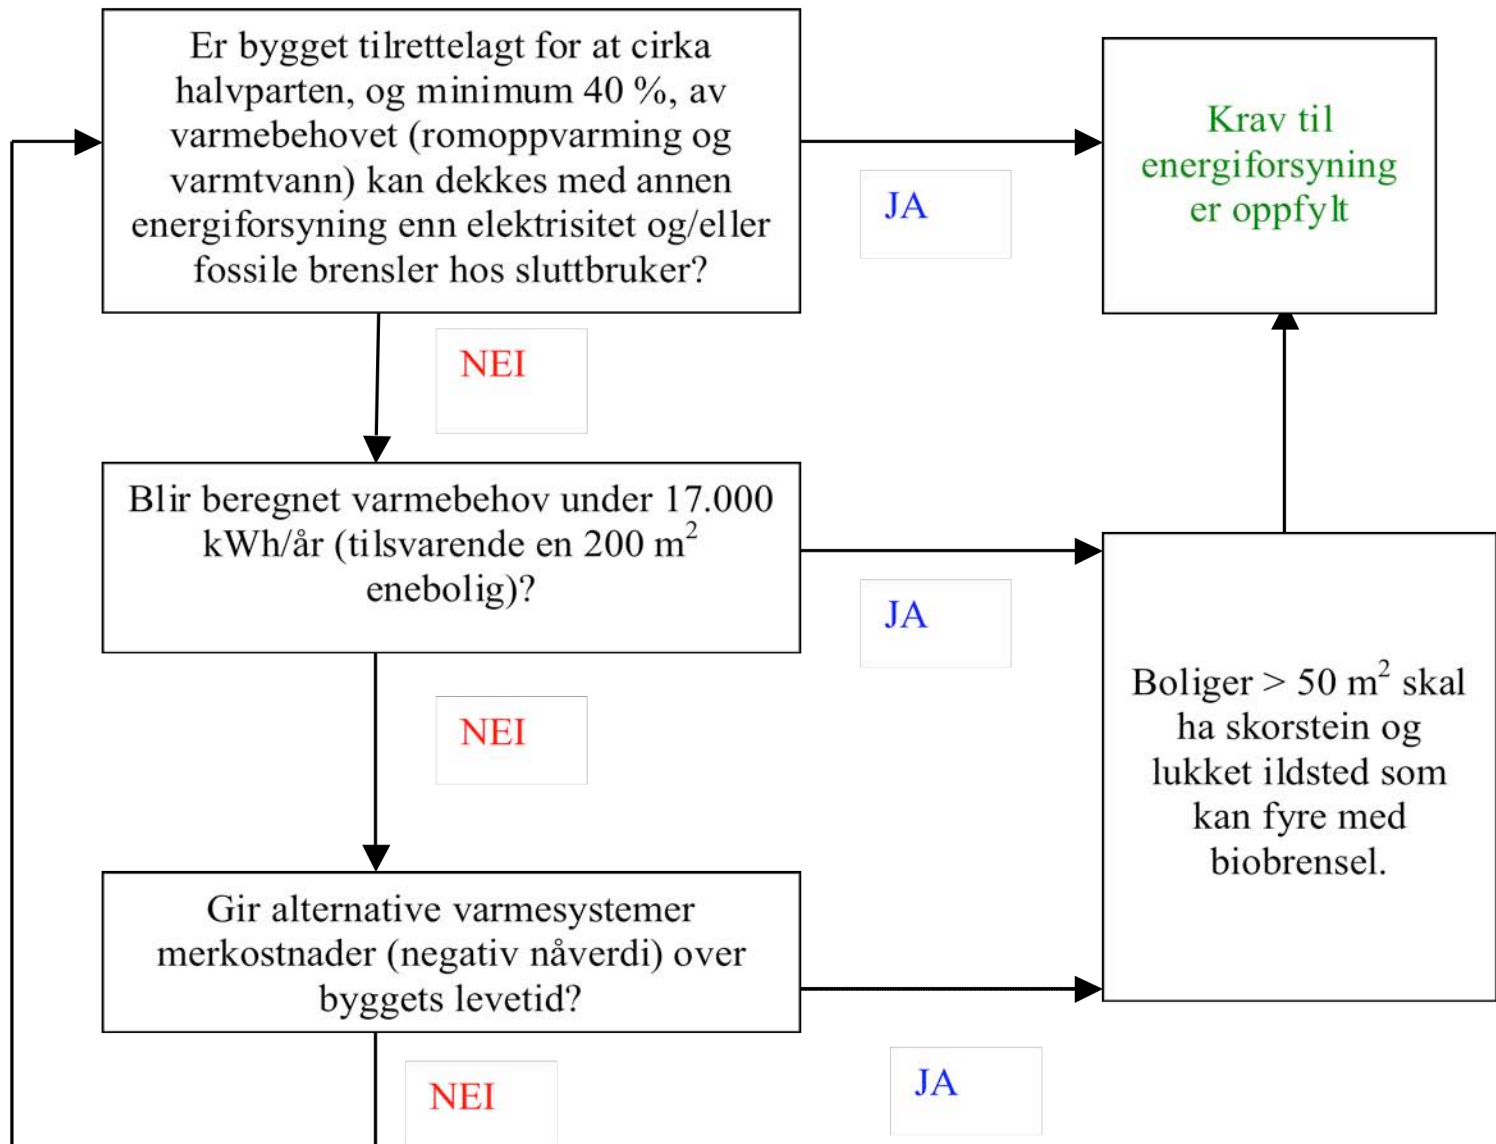 Er bygget tilrettelagt for at cirka
halvparten, og minimum 40 %, av
varmebehovet (romoppvarming og
varmtvann) kan dekkes med annen
energiforsyning enn elektrisitet og/eller
fossile brensler hos sluttbruker?
JA
Krav til
energiforsyning
er oppfylt
NEI
Blir beregnet varmebehov under 17.000
kWh/år (tilsvarende en 200 m²
enebolig)?
JA
Boliger > 50 m² skal
ha skorstein og
lukket ildsted som
kan fyre med
biobrensel.
NEI
Gir alternative varmesystemer
merkostnader (negativ nåverdi) over
byggets levetid?
JA
NEI